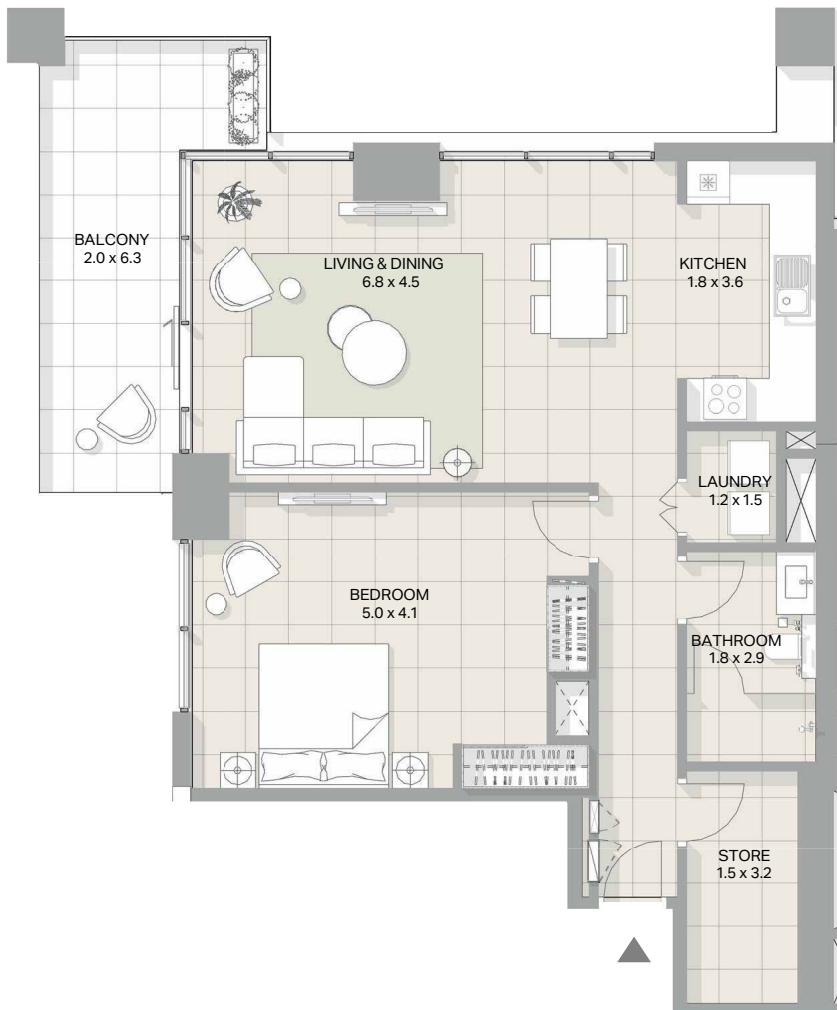 BALCONY
2.0 x 6.3
LIVING & DINING
6.8 x 4.5
KITCHEN
1.8 x 3.6
LAUNDRY
1.2 x 1.5
BEDROOM
5.0 x 4.1
BATHROOM
1.8 x 2.9
STORE
1.5 x 3.2